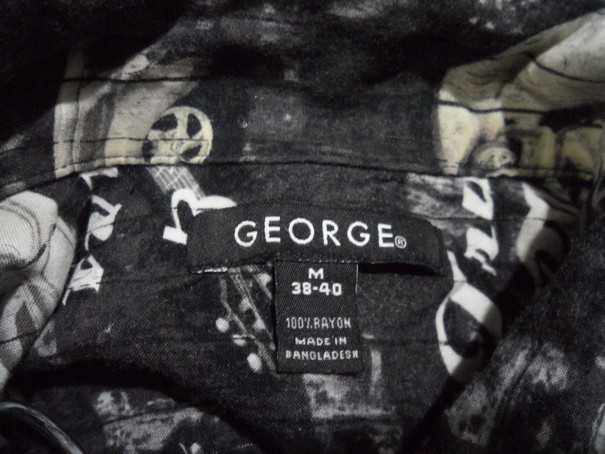 GEORGE®
M
38-40
100% RAYON
MADE IN
BANGLADESH